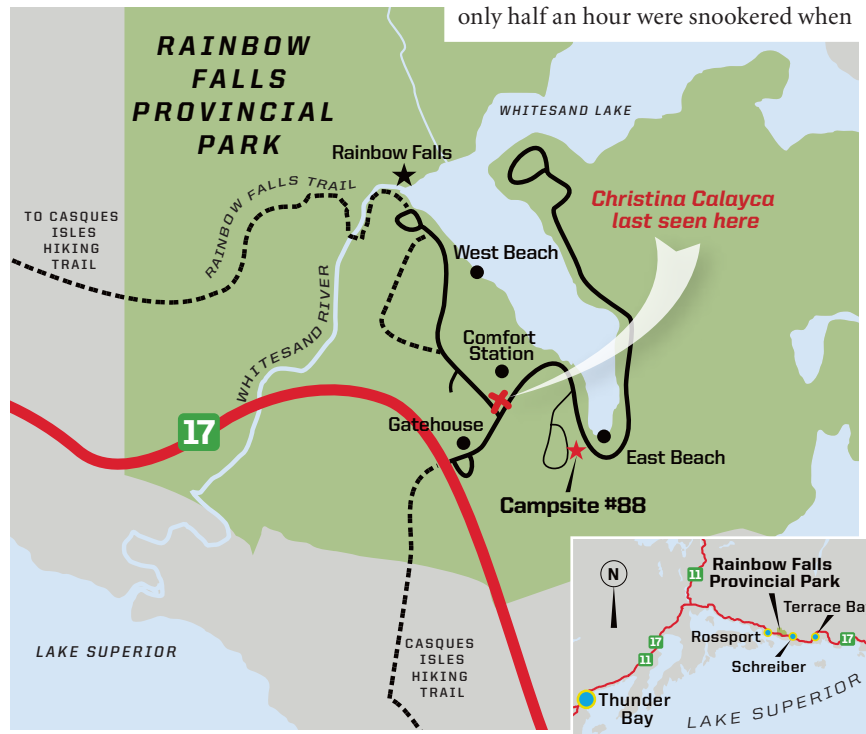 only half an hour were snookered when
RAINBOW
FALLS
PROVINCIAL
PARK
WHITESAND LAKE
Rainbow Falls
RAINBOW FALLS TRAIL
Christina Calayca
last seen here
TO CASQUES
ISLES
HIKING
TRAIL
West Beach
WHITESAND RIVER
Comfort
Station
17
Gatehouse
East Beach
Campsite #88
LAKE SUPERIOR
CASQUES
ISLES
HIKING
TRAIL
N
11
Rainbow Falls
Provincial Park
Terrace Ba
Rossport
17
17
11
Schreiber
Thunder
Bay
LAKE SUPERIOR